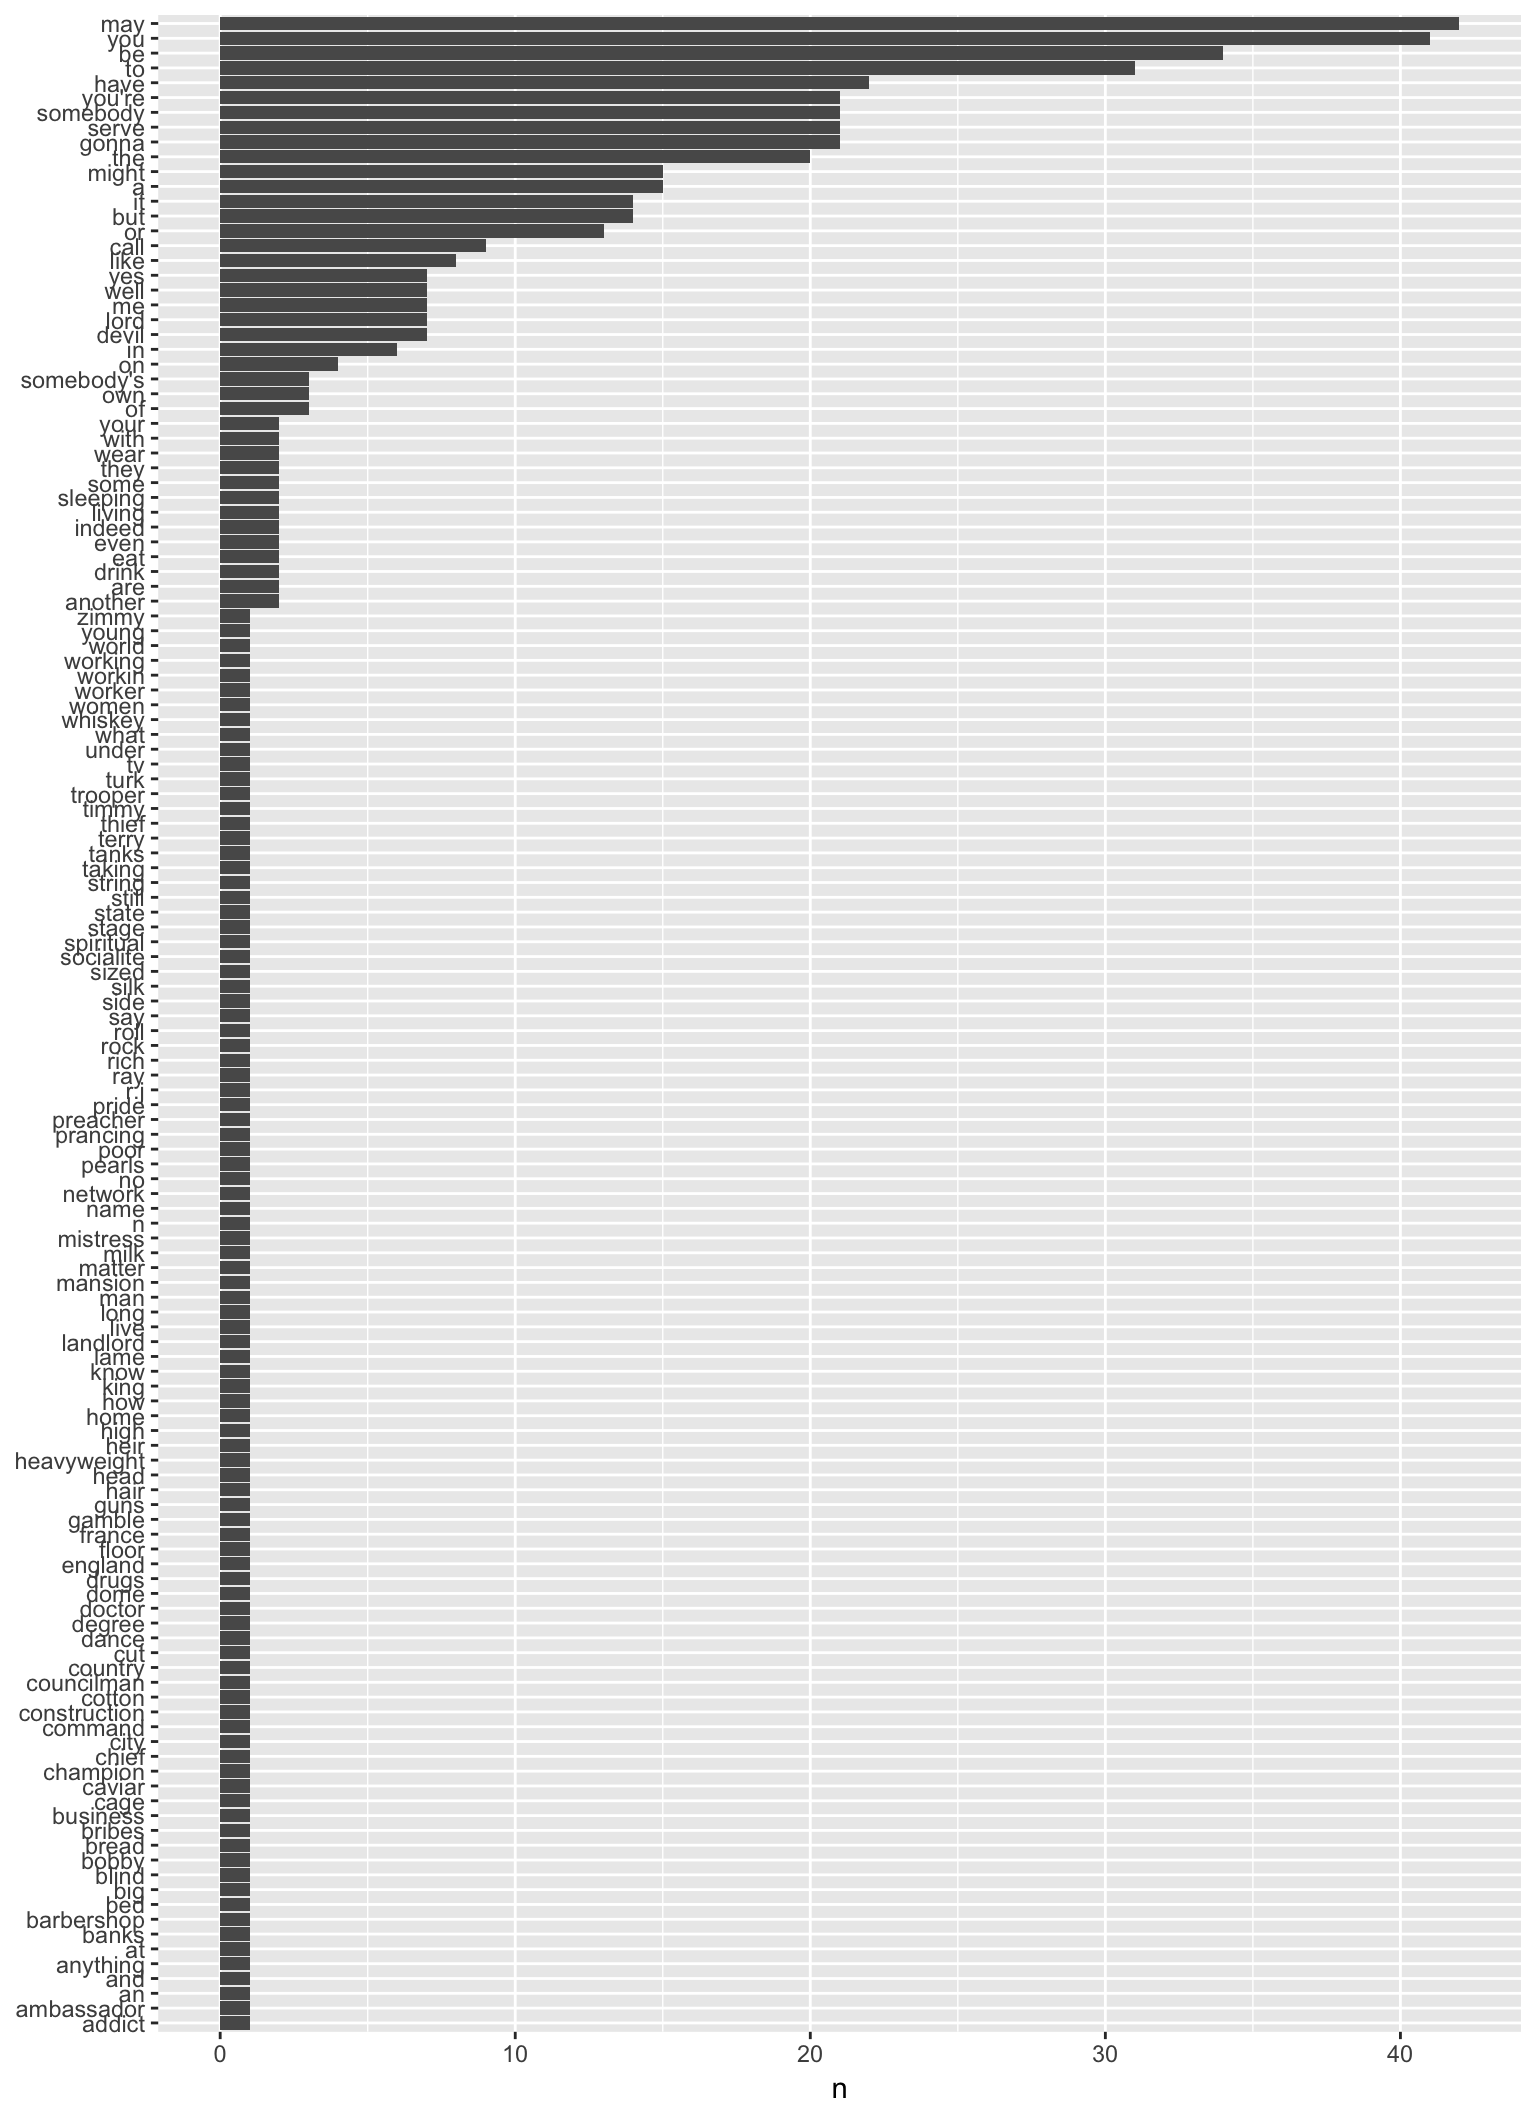 may
you
be
to
have
you're
somebody
serve
gonna
the
might
a
it
but
or
call
like
yes
well
me
lord
devil
in
on
somebody's
own
of
your
with
wear
they
some
sleeping
living
indeed
even
eat
drink
are
another
zimmy
young
world
working
workin
worker
women
whiskey
what
under
tv
turk
trooper
timmy
thief
terry
tanks
taking
string
still
state
stage
spiritual
socialite
sized
silk
side
say
roll
rock
rich
ray
r.j
pride
preacher
prancing
poor
pearls
no
network
name
n
mistress
milk
matter
mansion
man
long
live
landlord
lame
know
king
how
home
high
heir
heavyweight
head
hair
guns
gamble
france
floor
england
drugs
dome
doctor
degree
dance
cut
country
councilman
cotton
construction
command
city
chief
champion
caviar
cage
business
bribes
bread
bobby
blind
big
bed
barbershop
banks
at
anything
and
an
ambassador
addict
0 10 20 30 40
n